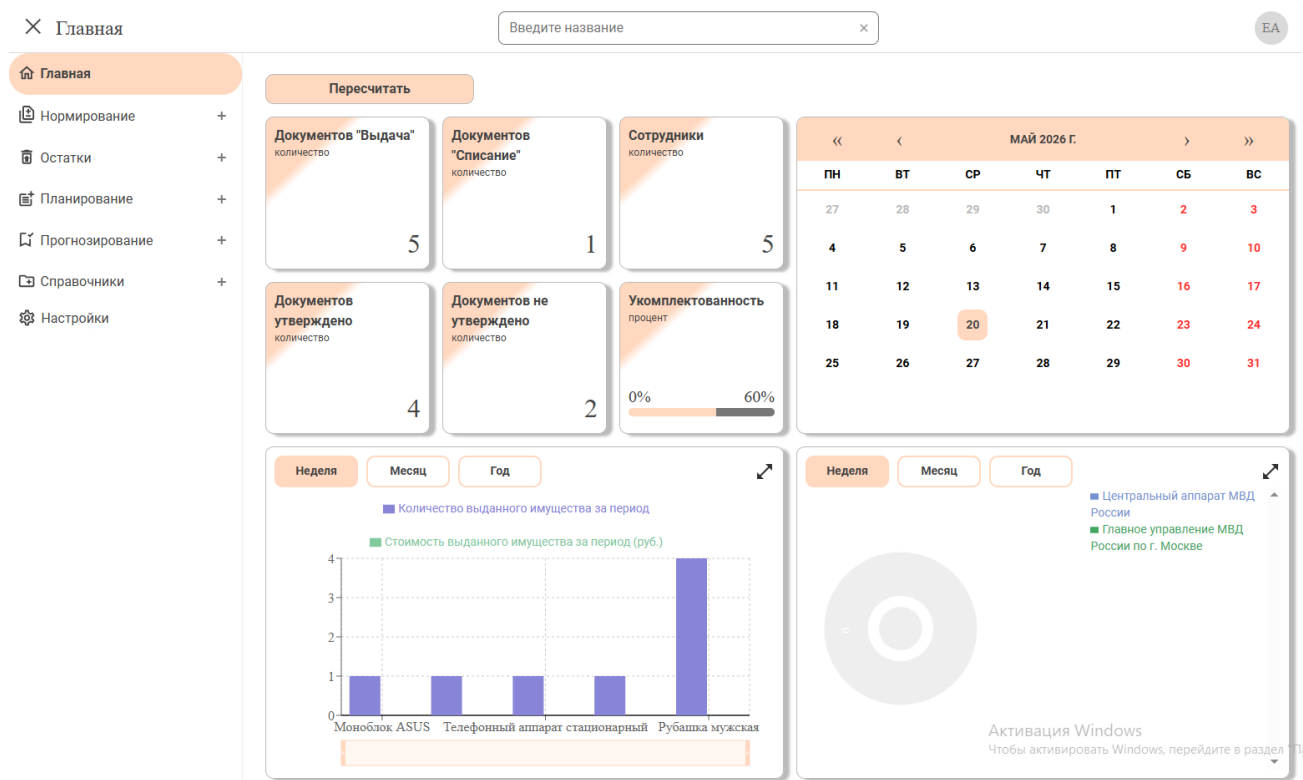 Главная
Введите название
×
EA
Главная
Нормирование +
Остатки +
Планирование +
Прогнозирование +
Справочники +
Настройки
Пересчитать
Документов "Выдача"
количество
5
Документов
"Списание"
количество
1
Сотрудники
количество
5
Документов
утверждено
количество
4
Документов не
утверждено
количество
2
Укомплектованность
процент
0% 60%
« ‹ МАЙ 2026 Г. › »
ПН ВТ СР ЧТ ПТ СБ ВС
27 28 29 30 1 2 3
4 5 6 7 8 9 10
11 12 13 14 15 16 17
18 19 20 21 22 23 24
25 26 27 28 29 30 31
Неделя Месяц Год
Количество выданного имущества за период
Стоимость выданного имущества за период (руб.)
4
3
2
1
0
Моноблок ASUS Телефонный аппарат стационарный Рубашка мужская
Неделя Месяц Год
Центральный аппарат МВД
России
Главное управление МВД
России по г. Москве
0
Активация Windows
Чтобы активировать Windows, перейдите в раздел